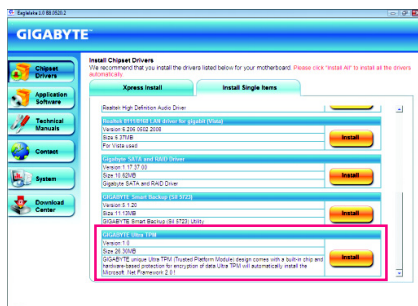 GIGABYTE™
Install Chipset Drivers
We recommend that you install the drivers listed below for your motherboard. Please click "Install All" to install all the drivers
automatically.
Chipset
Drivers
Application
Software
Technical
Manuals
Contact
System
Download
Center
Xpress Install
Install Single Items
Realtek High Definition Audio Driver
Realtek 8111/8168 LAN driver for gigabit (Vista)
Version:6.206.0602.2008
Size:6.37MB
For Vista used
Install
Gigabyte SATA and RAID Driver
Version:1.17.37.00
Size:10.62MB
Gigabyte SATA and RAID Driver
Install
GIGABYTE Smart Backup (SiI 5723)
Version:5.1.20
Size:11.13MB
GIGABYTE Smart Backup (SiI 5723) Utility
Install
GIGABYTE Ultra TPM
Version:1.0
Size:26.30MB
GIGABYTE unique Ultra TPM (Trusted Platform Module) design comes with a built-in chip and
hardware-based protection for encryption of data Ultra TPM will automatically install the
Microsoft .Net Framework 2.0!
Install